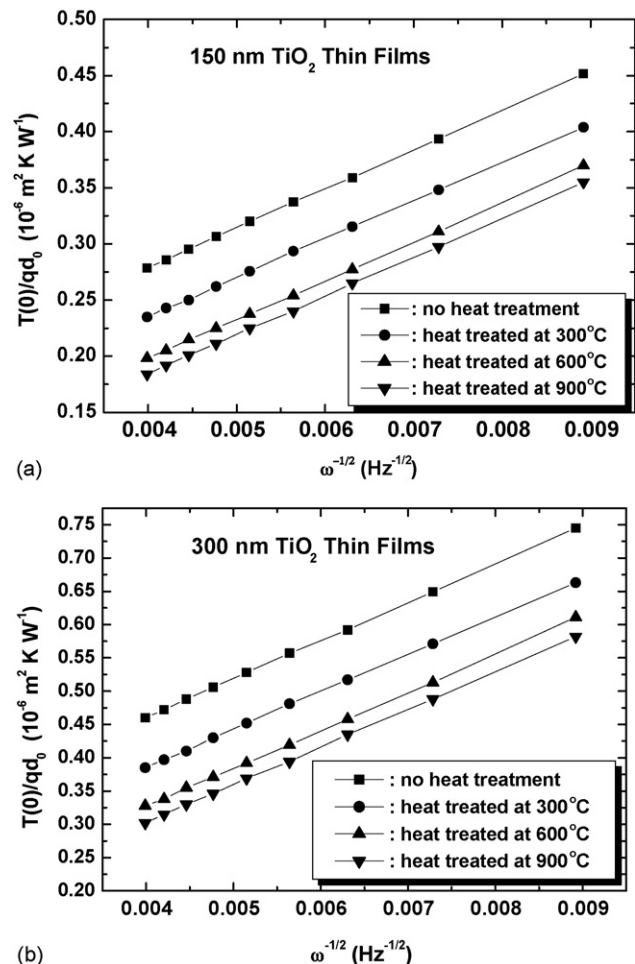 150 nm TiO₂ Thin Films
T(0)/qd₀ (10⁻⁶ m² K W⁻¹)
0.50
0.45
0.40
0.35
0.30
0.25
0.20
0.15
: no heat treatment
: heat treated at 300°C
: heat treated at 600°C
: heat treated at 900°C
0.004 0.005 0.006 0.007 0.008 0.009
(a) ω⁻¹/² (Hz⁻¹/²)
300 nm TiO₂ Thin Films
T(0)/qd₀ (10⁻⁶ m² K W⁻¹)
0.75
0.70
0.65
0.60
0.55
0.50
0.45
0.40
0.35
0.30
0.25
0.20
: no heat treatment
: heat treated at 300°C
: heat treated at 600°C
: heat treated at 900°C
0.004 0.005 0.006 0.007 0.008 0.009
(b) ω⁻¹/² (Hz⁻¹/²)